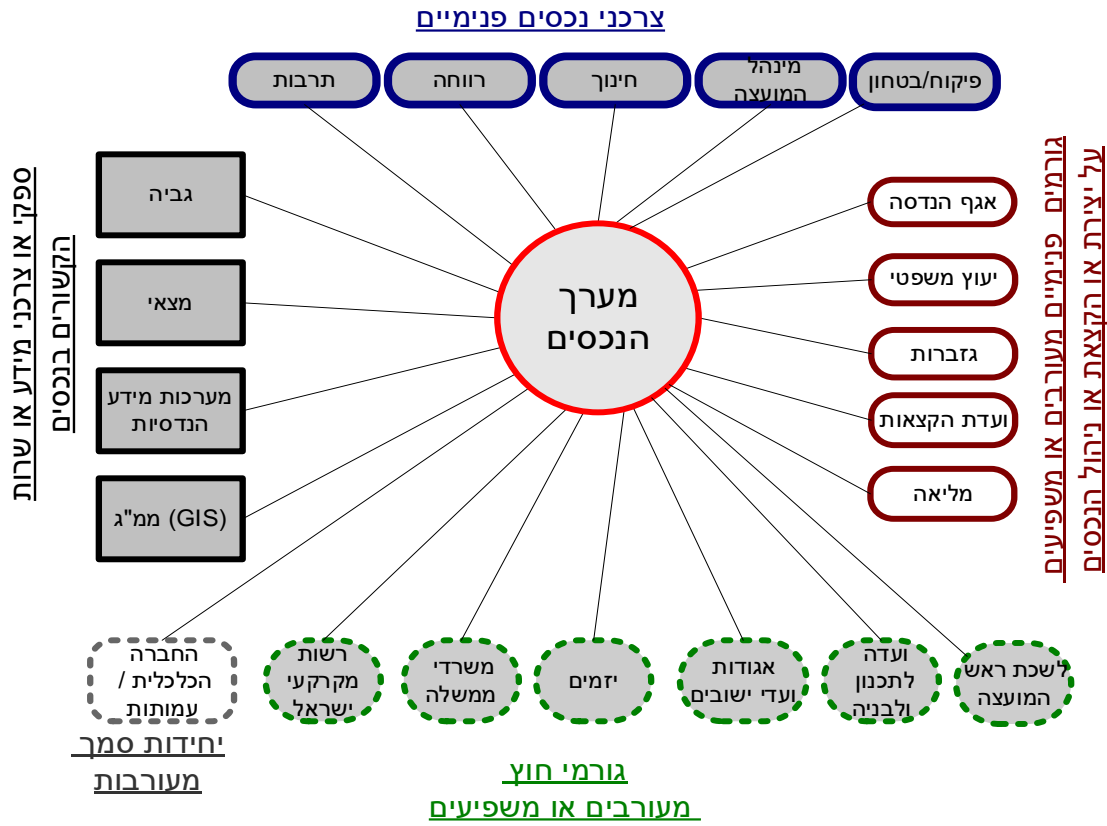 צרכני נכסים פנימיים
פיקוח/בטחון
מינהל
המועצה
חינוך
רווחה
תרבות
גורמים פנימיים מעורבים או משפיעים
על יצירת או הקצאת או ניהול הנכסים
אגף הנדסה
יעוץ משפטי
גזברות
ועדת הקצאות
מליאה
מערך
הנכסים
ספקי או צרכני מידע או שרות
הקשורים בנכסים
גביה
מצאי
מערכות מידע
הנדסיות
ממ"ג (GIS)
לשכת ראש
המועצה
ועדה
לתכנון
ולבניה
אגודות
ועדי ישובים
יזמים
משרדי
ממשלה
רשות
מקרקעי
ישראל
החברה
הכלכלית /
עמותות
יחידות סמך
מעורבות
גורמי חוץ
מעורבים או משפיעים